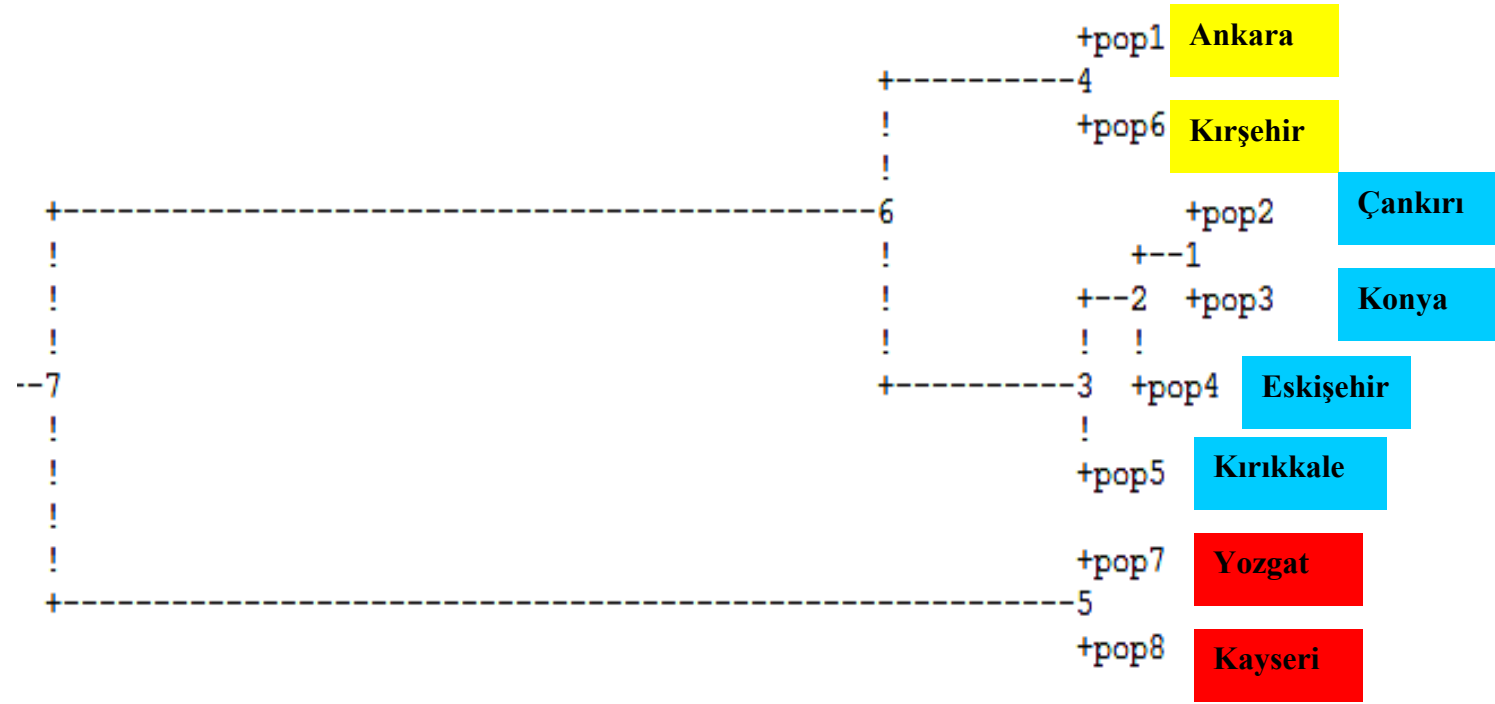 +pop1 Ankara
+----------4
! +pop6 Kırşehir
!
+---------------------------------------------6 +pop2 Çankırı
! ! +--1
! ! +--2 +pop3 Konya
! ! ! !
--7 +----------3 +pop4 Eskişehir
! !
! +pop5 Kırıkkale
!
! +pop7 Yozgat
+--------------------------------------------------------5
+pop8 Kayseri